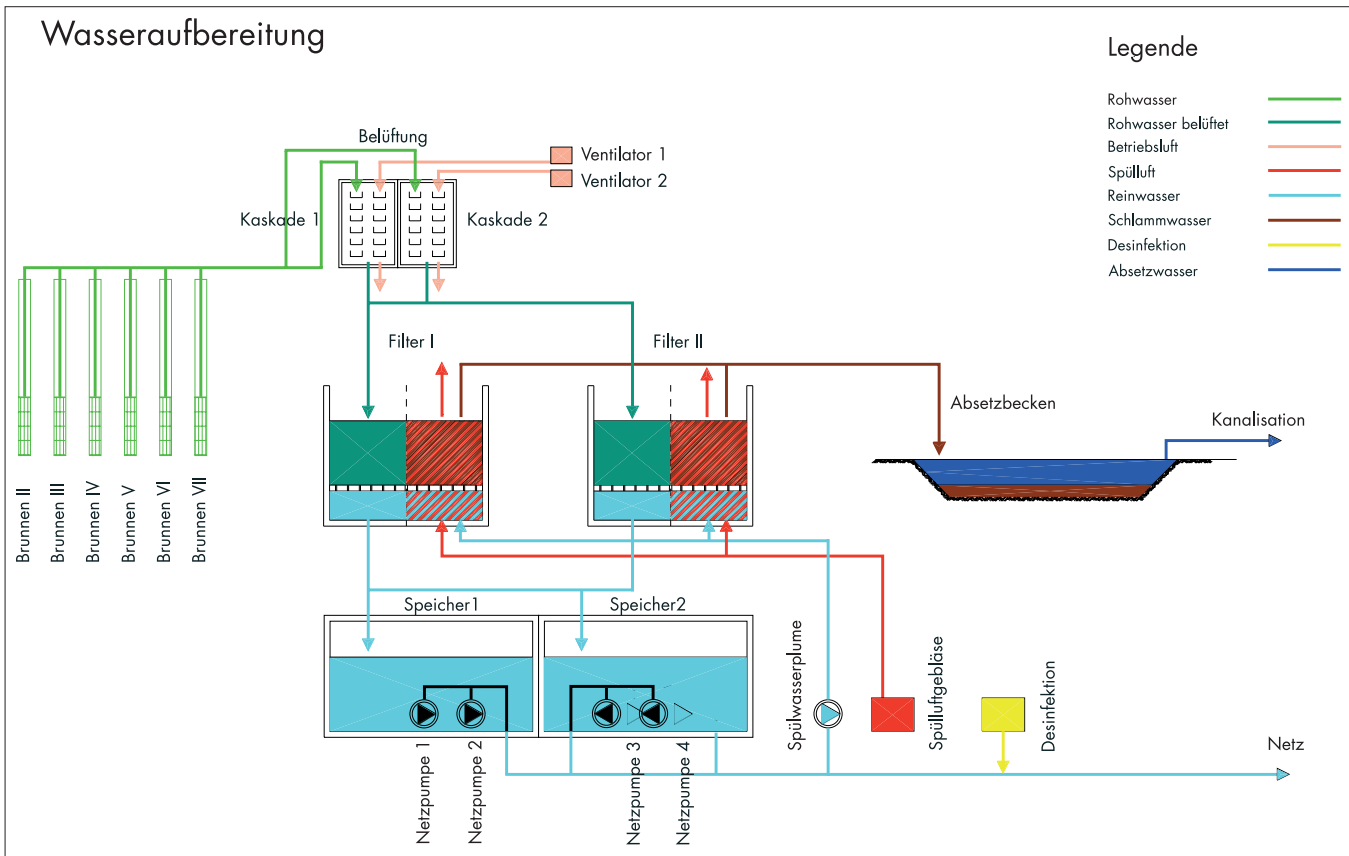 Wasseraufbereitung
Legende
Rohwasser
Rohwasser belüftet
Betriebsluft
Spülluft
Reinwasser
Schlammwasser
Desinfektion
Absetzwasser
Belüftung
Ventilator 1
Ventilator 2
Kaskade 1
Kaskade 2
Filter I
Filter II
Absetzbecken
Kanalisation
Brunnen II
Brunnen III
Brunnen IV
Brunnen V
Brunnen VI
Brunnen VII
Speicher1
Speicher2
Spülwasserplume
Spülluftgebläse
Desinfektion
Netz
Netzpumpe 1
Netzpumpe 2
Netzpumpe 3
Netzpumpe 4